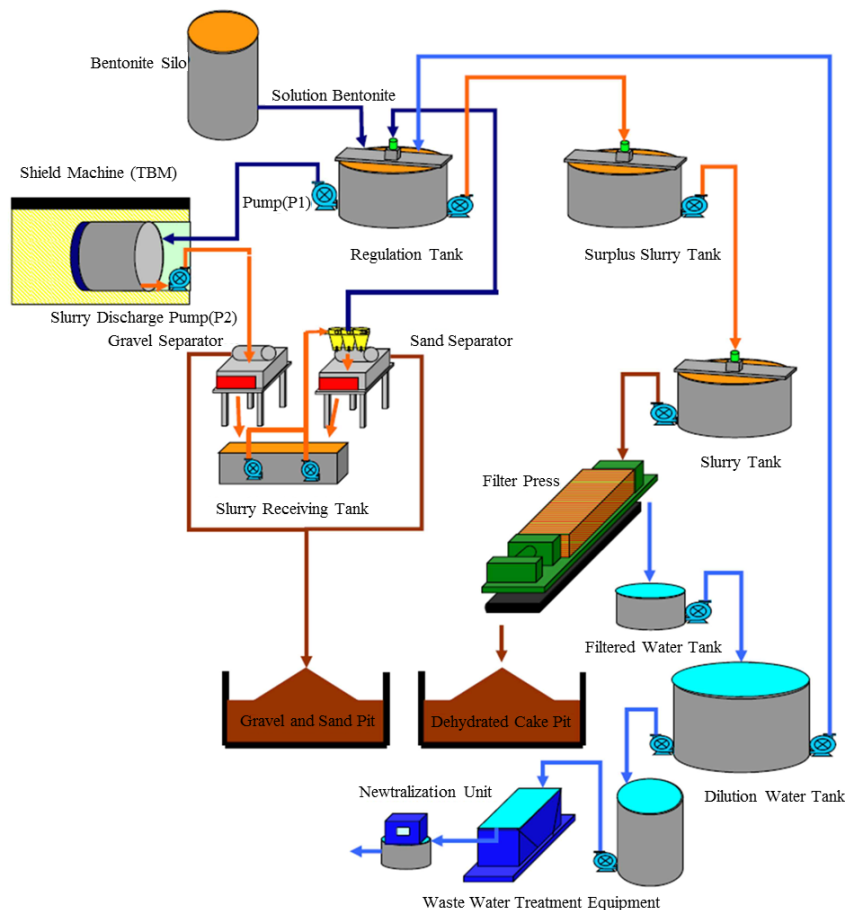 Bentonite Silo
Solution Bentonite
Shield Machine (TBM)
Pump(P1)
Regulation Tank
Surplus Slurry Tank
Slurry Discharge Pump(P2)
Gravel Separator
Sand Separator
Slurry Tank
Filter Press
Slurry Receiving Tank
Filtered Water Tank
Gravel and Sand Pit
Dehydrated Cake Pit
Newtralization Unit
Dilution Water Tank
Waste Water Treatment Equipment